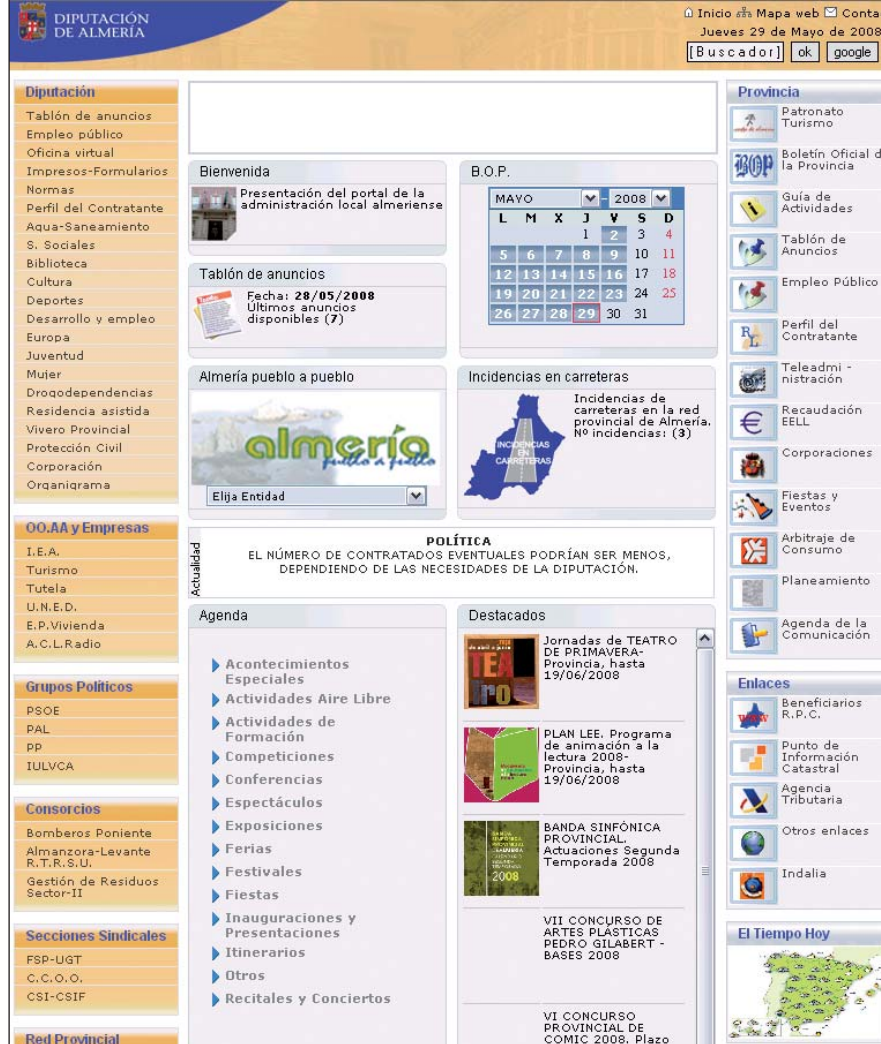 DIPUTACIÓN
DE ALMERÍA
Inicio Mapa web Conta
Jueves 29 de Mayo de 2008
[Buscador] ok google
Diputación
Tablón de anuncios
Empleo público
Oficina virtual
Impresos-Formularios
Normas
Perfil del Contratante
Agua-Saneamiento
S. Sociales
Biblioteca
Cultura
Deportes
Desarrollo y empleo
Europa
Juventud
Mujer
Drogodependencias
Residencia asistida
Vivero Provincial
Protección Civil
Corporación
Organigrama
OO.AA y Empresas
I.E.A.
Turismo
Tutela
U.N.E.D.
E.P.Vivienda
A.C.L.Radio
Grupos Políticos
PSOE
PAL
PP
IULVCA
Consorcios
Bomberos Poniente
Almanzora-Levante
R.T.R.S.U.
Gestión de Residuos
Sector-II
Secciones Sindicales
FSP-UGT
C.C.O.O.
CSI-CSIF
Red Provincial
Bienvenida
Presentación del portal de la
administración local almeriense
Tablón de anuncios
Fecha: 28/05/2008
Últimos anuncios
disponibles (7)
B.O.P.
MAYO - 2008
L M X J V S D
1 2 3 4
5 6 7 8 9 10 11
12 13 14 15 16 17 18
19 20 21 22 23 24 25
26 27 28 29 30 31
Almería pueblo a pueblo
almería
pueblo a pueblo
Elija Entidad
Incidencias en carreteras
INCIDENCIAS
EN
CARRETERAS
Incidencias de
carreteras en la red
provincial de Almería.
Nº incidencias: (3)
Actualidad
POLÍTICA
EL NÚMERO DE CONTRATADOS EVENTUALES PODRÍAN SER MENOS,
DEPENDIENDO DE LAS NECESIDADES DE LA DIPUTACIÓN.
Agenda
Acontecimientos
Especiales
Actividades Aire Libre
Actividades de
Formación
Competiciones
Conferencias
Espectáculos
Exposiciones
Ferias
Festivales
Fiestas
Inauguraciones y
Presentaciones
Itinerarios
Otros
Recitales y Conciertos
Destacados
TEA
tro
Jornadas de TEATRO
DE PRIMAVERA-
Provincia, hasta
19/06/2008
PLAN LEE. Programa
de animación a la
lectura 2008-
Provincia, hasta
19/06/2008
2008
BANDA SINFÓNICA
PROVINCIAL.
Actuaciones Segunda
Temporada 2008
VII CONCURSO DE
ARTES PLÁSTICAS
PEDRO GILABERT -
BASES 2008
VI CONCURSO
PROVINCIAL DE
COMIC 2008. Plazo
Provincia
Patronato
Turismo
BOP
Boletín Oficial d
la Provincia
Guía de
Actividades
Tablón de
Anuncios
Empleo Público
Perfil del
Contratante
Teleadmi -
nistración
Recaudación
EELL
Corporaciones
Fiestas y
Eventos
Arbitraje de
Consumo
Planeamiento
Agenda de la
Comunicación
Enlaces
www
Beneficiarios
R.P.C.
Punto de
Información
Catastral
Agencia
Tributaria
Otros enlaces
Indalia
El Tiempo Hoy